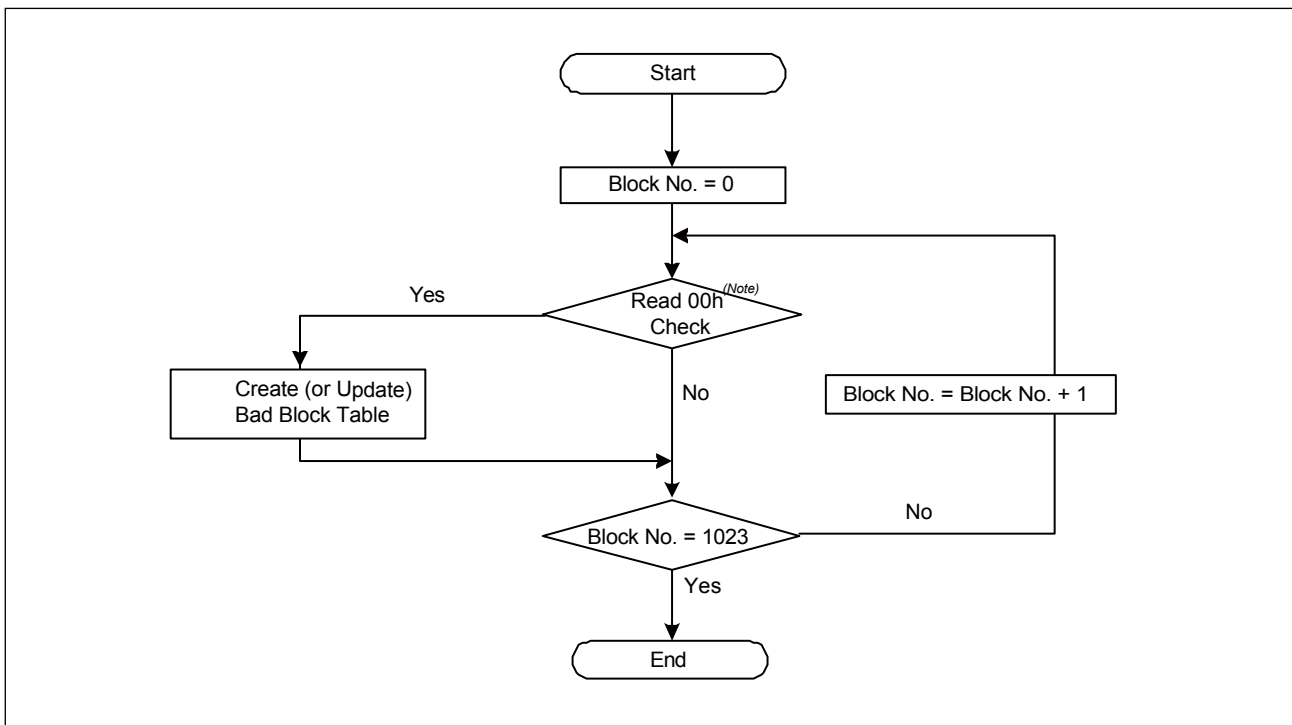 Start
Block No. = 0
Yes
Read 00h(Note)
Check
Create (or Update)
Bad Block Table
No
Block No. = Block No. + 1
Block No. = 1023
No
Yes
End